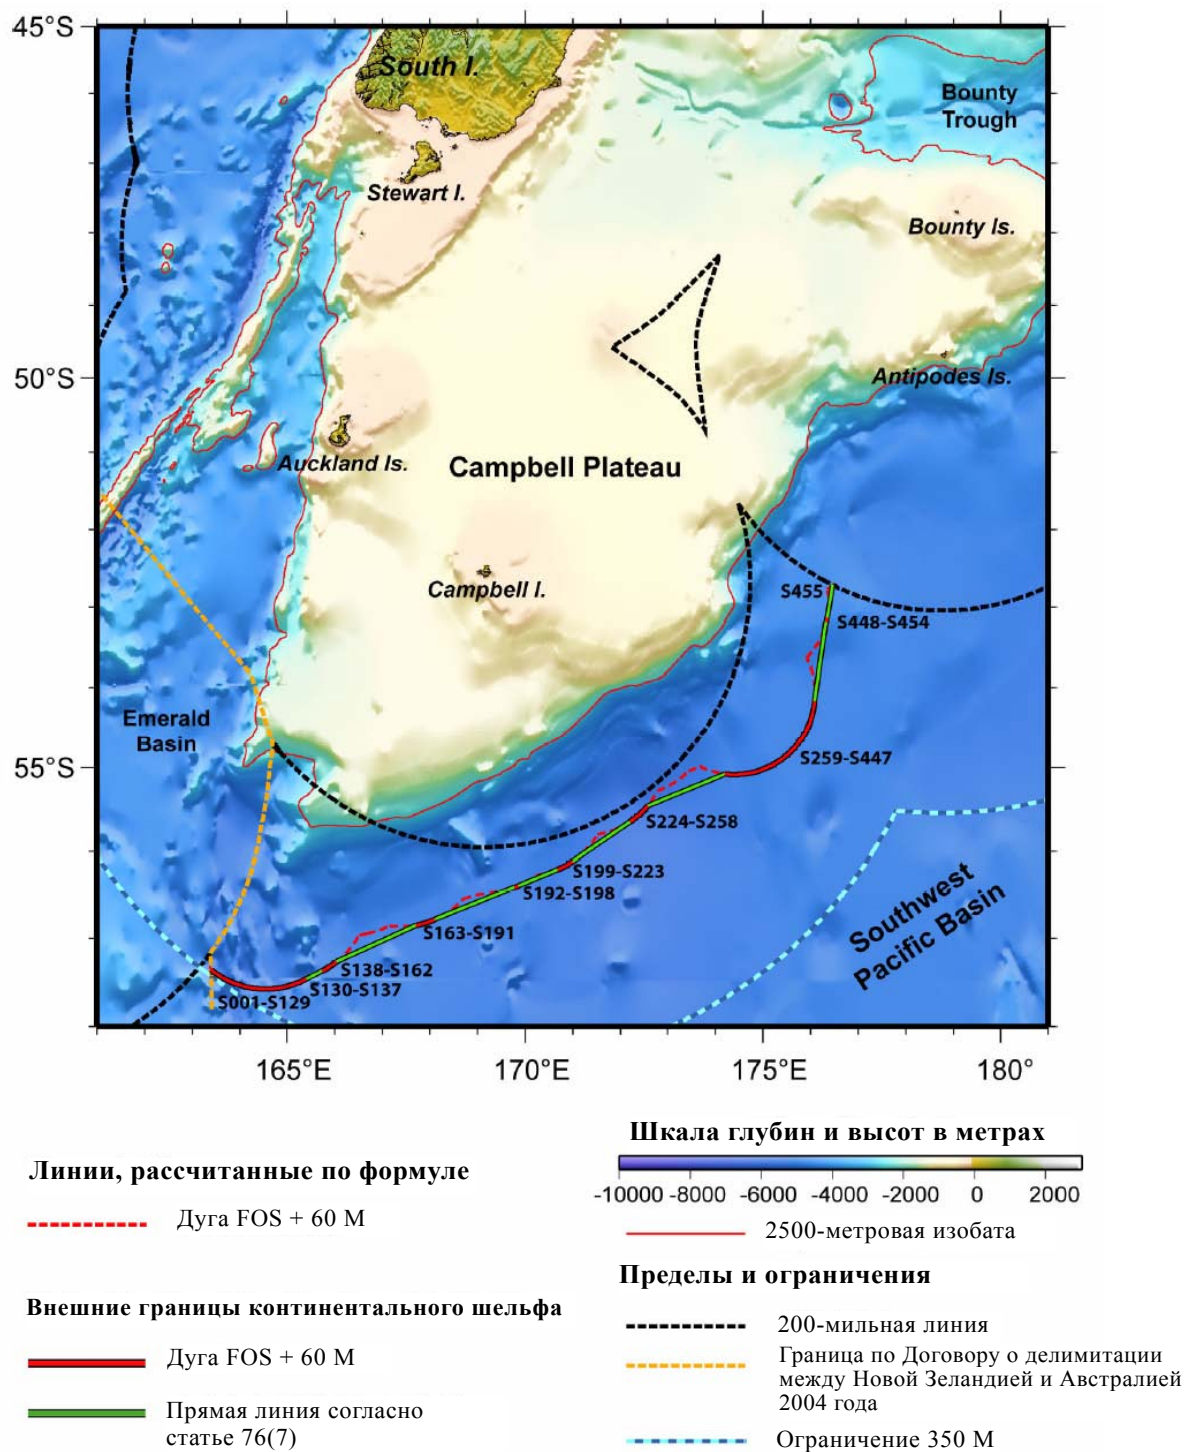 45°S
South I.
Bounty
Trough
Stewart I.
Bounty Is.
50°S
Antipodes Is.
Auckland Is.
Campbell Plateau
Campbell I.
S455
S448-S454
Emerald
Basin
55°S
S259-S447
S224-S258
S199-S223
S192-S198
Southwest
Pacific Basin
S163-S191
S138-S162
S130-S137
S001-S129
165°E
170°E
175°E
180°
Линии, рассчитанные по формуле
Дуга FOS + 60 M
Внешние границы континентального шельфа
Дуга FOS + 60 M
Прямая линия согласно
статье 76(7)
Шкала глубин и высот в метрах
-10000 -8000 -6000 -4000 -2000 0 2000
2500-метровая изобата
Пределы и ограничения
200-мильная линия
Граница по Договору о делимитации
между Новой Зеландией и Австралией
2004 года
Ограничение 350 М